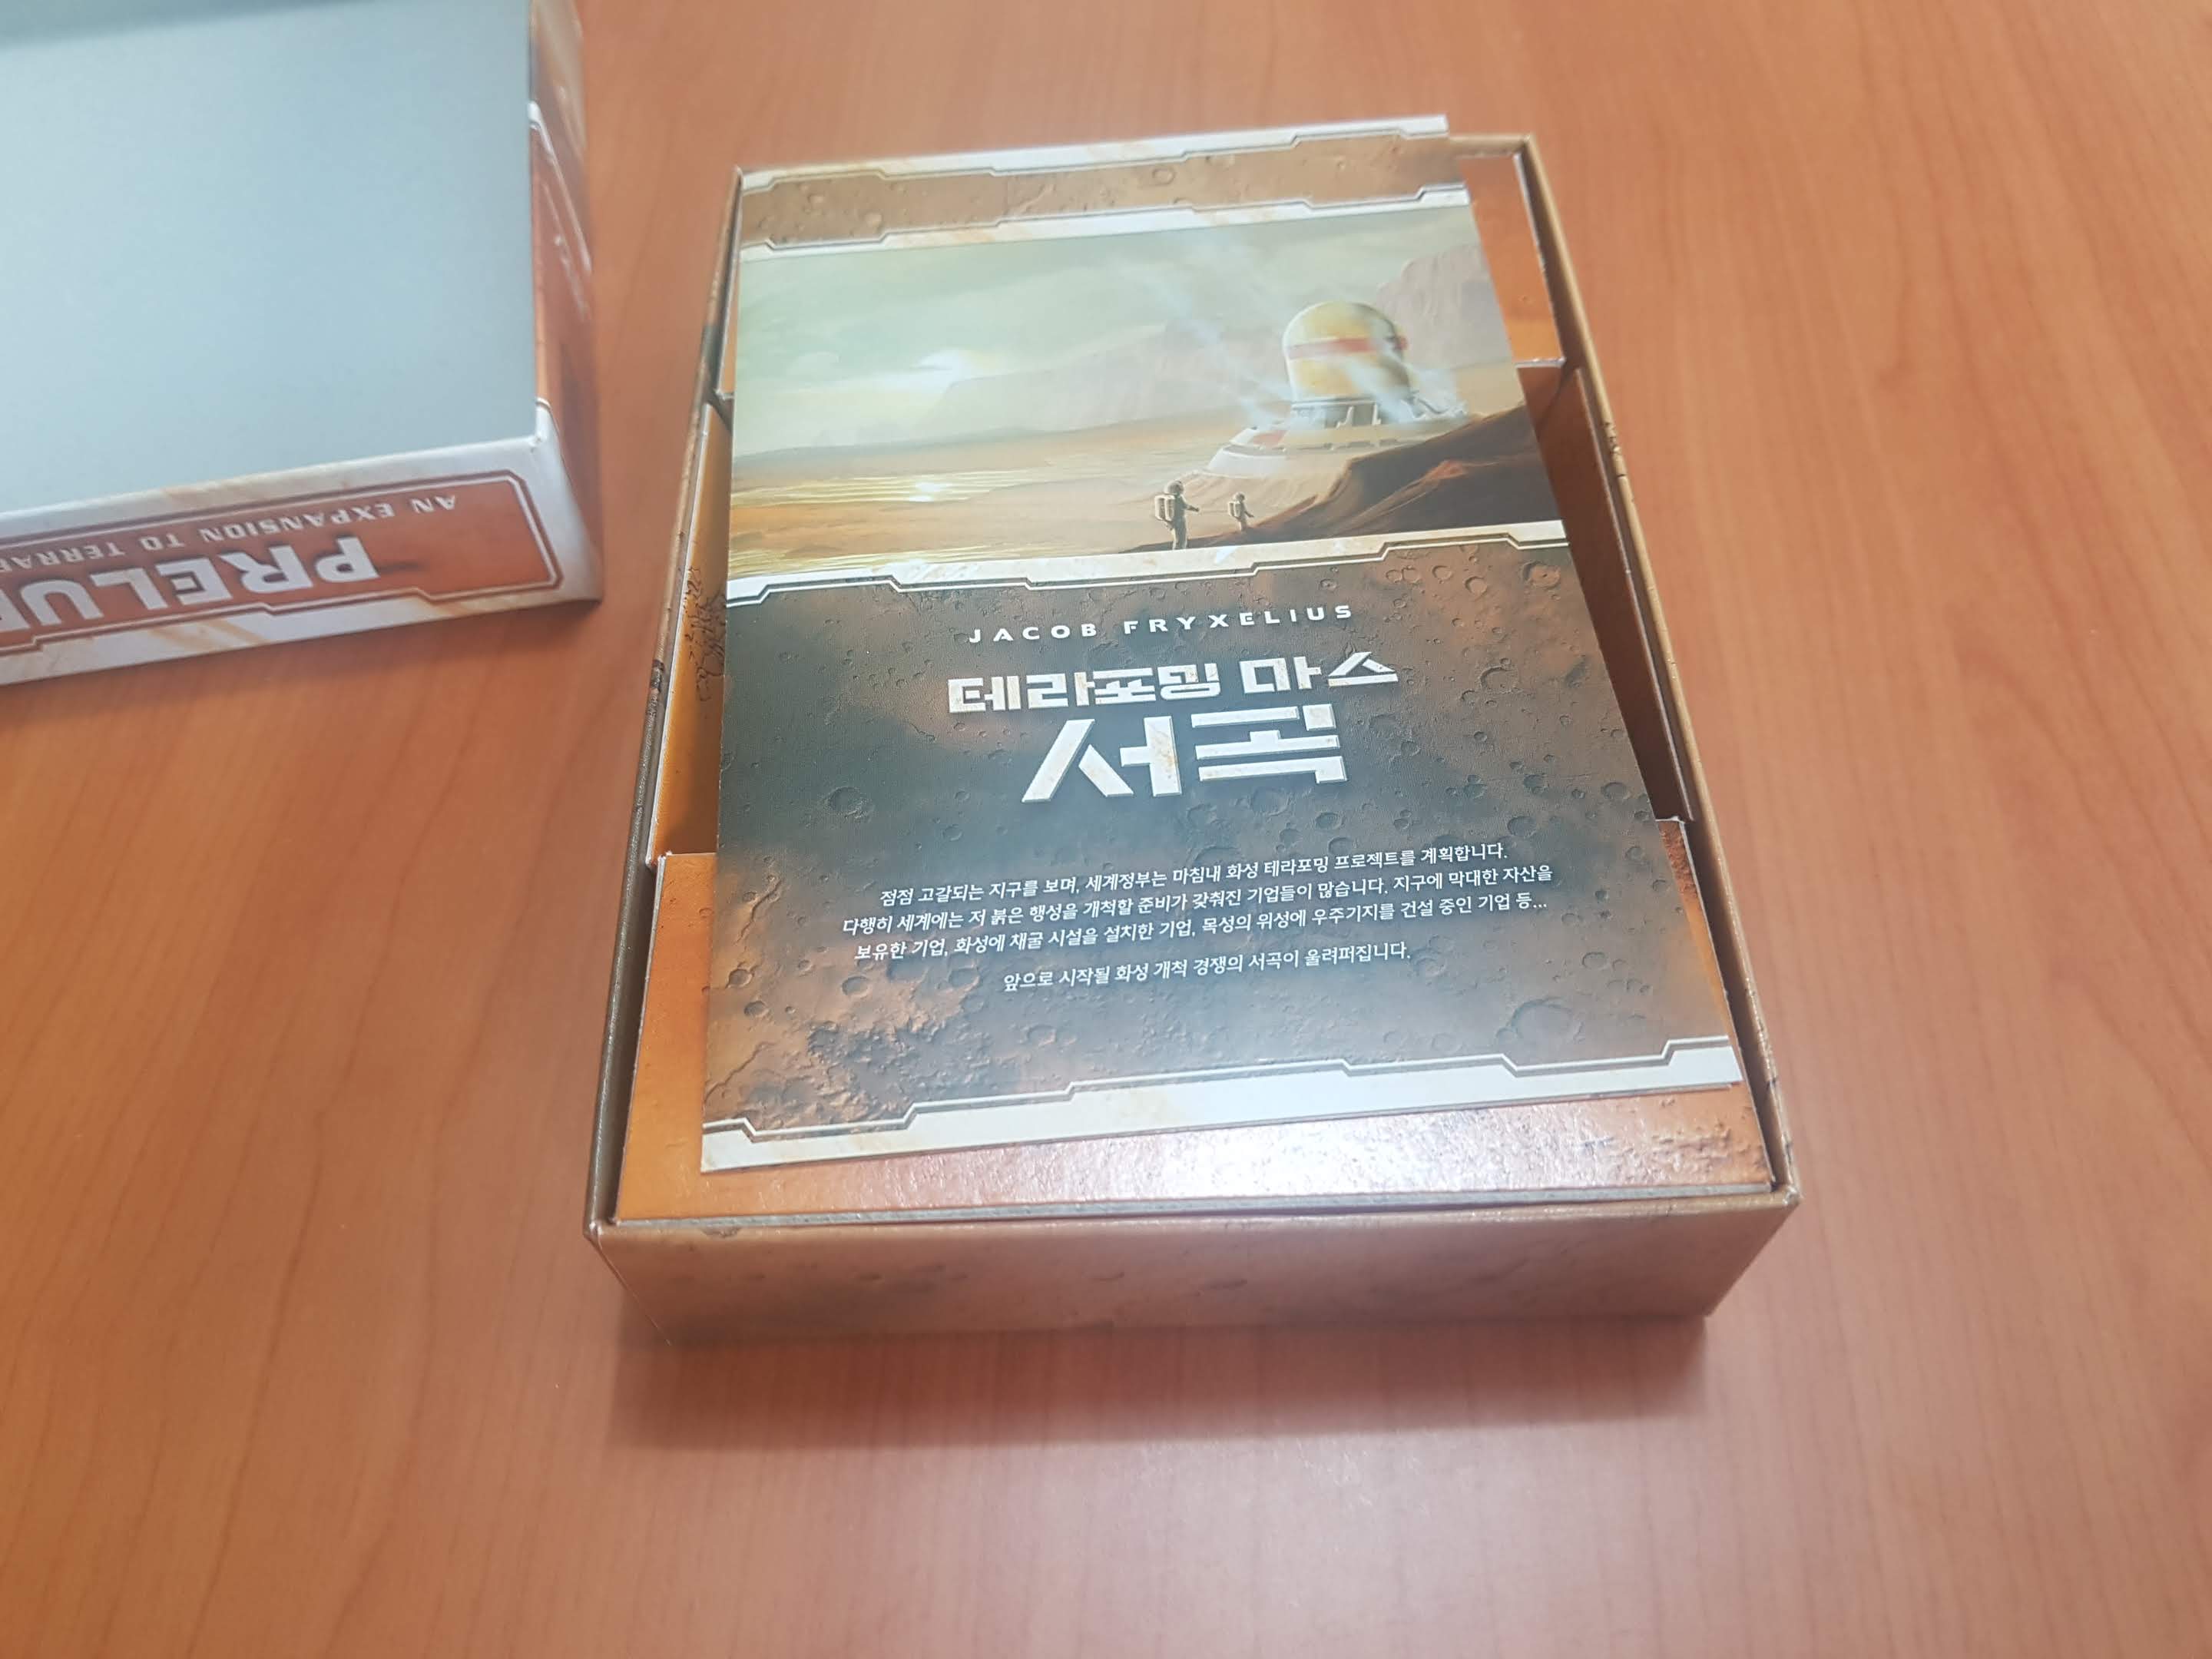 JACOB FRYXELIUS
테라포밍 마스
서곡
점점 고갈되는 지구를 보며, 세계정부는 마침내 화성 테라포밍 프로젝트를 계획합니다.
다행히 세계에는 저 붉은 행성을 개척할 준비가 갖춰진 기업들이 많습니다. 지구에 막대한 자산을
보유한 기업, 화성에 채굴 시설을 설치한 기업, 목성의 위성에 우주기지를 건설 중인 기업 등...
앞으로 시작될 화성 개척 경쟁의 서곡이 울려퍼집니다.
PRELU
AN EXPANSION TO TERRA